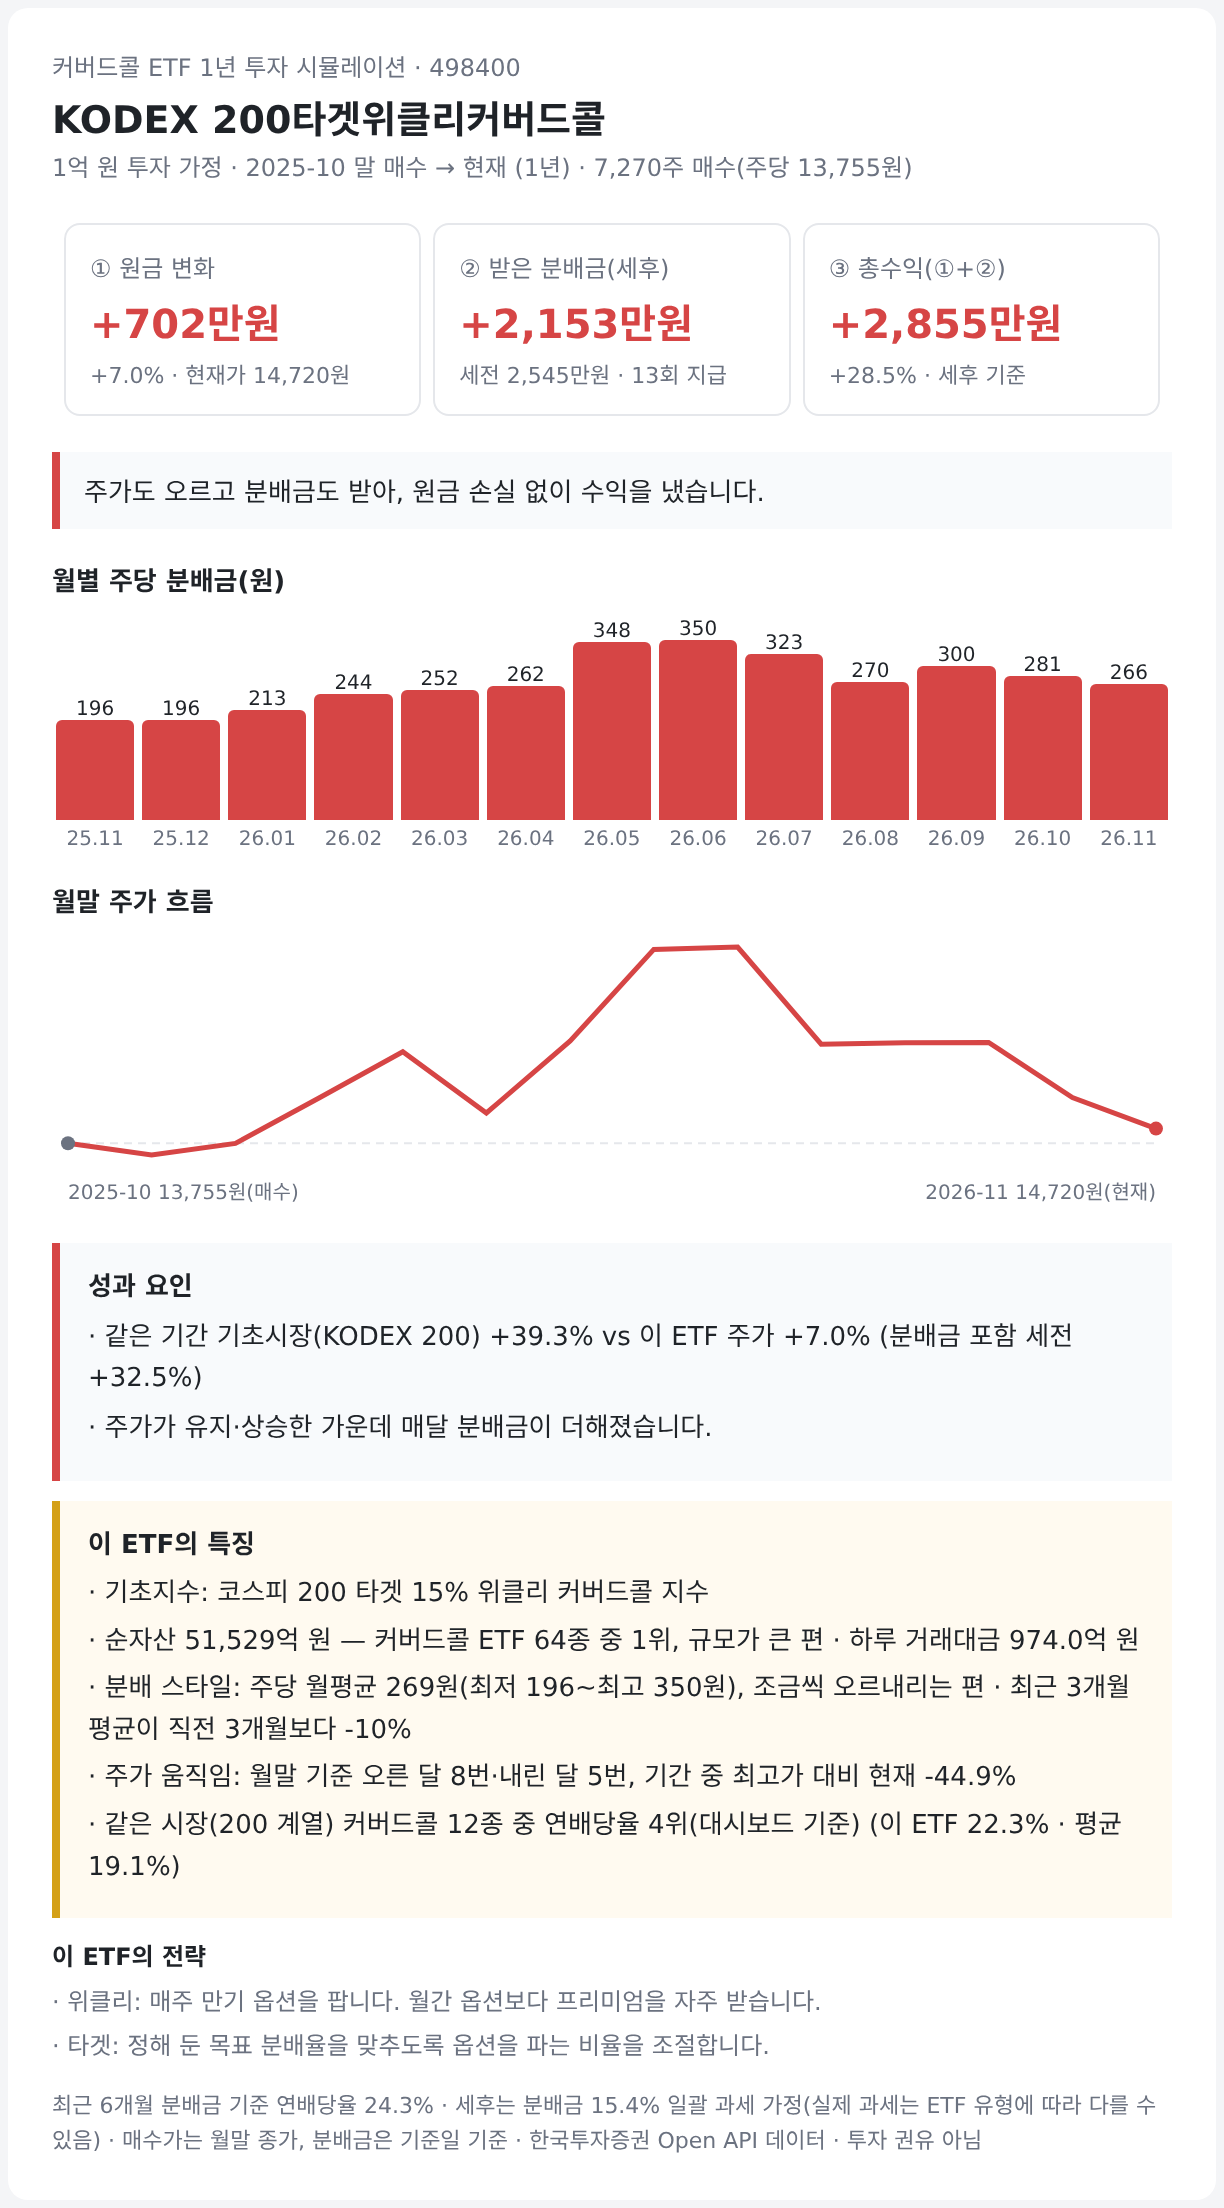 커버드콜 ETF 1년 투자 시뮬레이션 · 498400
KODEX 200타겟위클리커버드콜
1억 원 투자 가정 · 2025-10 말 매수 → 현재 (1년) · 7,270주 매수(주당 13,755원)
① 원금 변화
+702만원
+7.0% · 현재가 14,720원
② 받은 분배금(세후)
+2,153만원
세전 2,545만원 · 13회 지급
③ 총수익(①+②)
+2,855만원
+28.5% · 세후 기준
주가도 오르고 분배금도 받아, 원금 손실 없이 수익을 냈습니다.
월별 주당 분배금(원)
196 196 213 244 252 262 348 350 323 270 300 281 266
25.11 25.12 26.01 26.02 26.03 26.04 26.05 26.06 26.07 26.08 26.09 26.10 26.11
월말 주가 흐름
2025-10 13,755원(매수) 2026-11 14,720원(현재)
성과 요인
· 같은 기간 기초시장(KODEX 200) +39.3% vs 이 ETF 주가 +7.0% (분배금 포함 세전
+32.5%)
· 주가가 유지·상승한 가운데 매달 분배금이 더해졌습니다.
이 ETF의 특징
· 기초지수: 코스피 200 타겟 15% 위클리 커버드콜 지수
· 순자산 51,529억 원 — 커버드콜 ETF 64종 중 1위, 규모가 큰 편 · 하루 거래대금 974.0억 원
· 분배 스타일: 주당 월평균 269원(최저 196~최고 350원), 조금씩 오르내리는 편 · 최근 3개월
평균이 직전 3개월보다 -10%
· 주가 움직임: 월말 기준 오른 달 8번·내린 달 5번, 기간 중 최고가 대비 현재 -44.9%
· 같은 시장(200 계열) 커버드콜 12종 중 연배당율 4위(대시보드 기준) (이 ETF 22.3% · 평균
19.1%)
이 ETF의 전략
· 위클리: 매주 만기 옵션을 팝니다. 월간 옵션보다 프리미엄을 자주 받습니다.
· 타겟: 정해 둔 목표 분배율을 맞추도록 옵션을 파는 비율을 조절합니다.
최근 6개월 분배금 기준 연배당율 24.3% · 세후는 분배금 15.4% 일괄 과세 가정(실제 과세는 ETF 유형에 따라 다를 수
있음) · 매수가는 월말 종가, 분배금은 기준일 기준 · 한국투자증권 Open API 데이터 · 투자 권유 아님